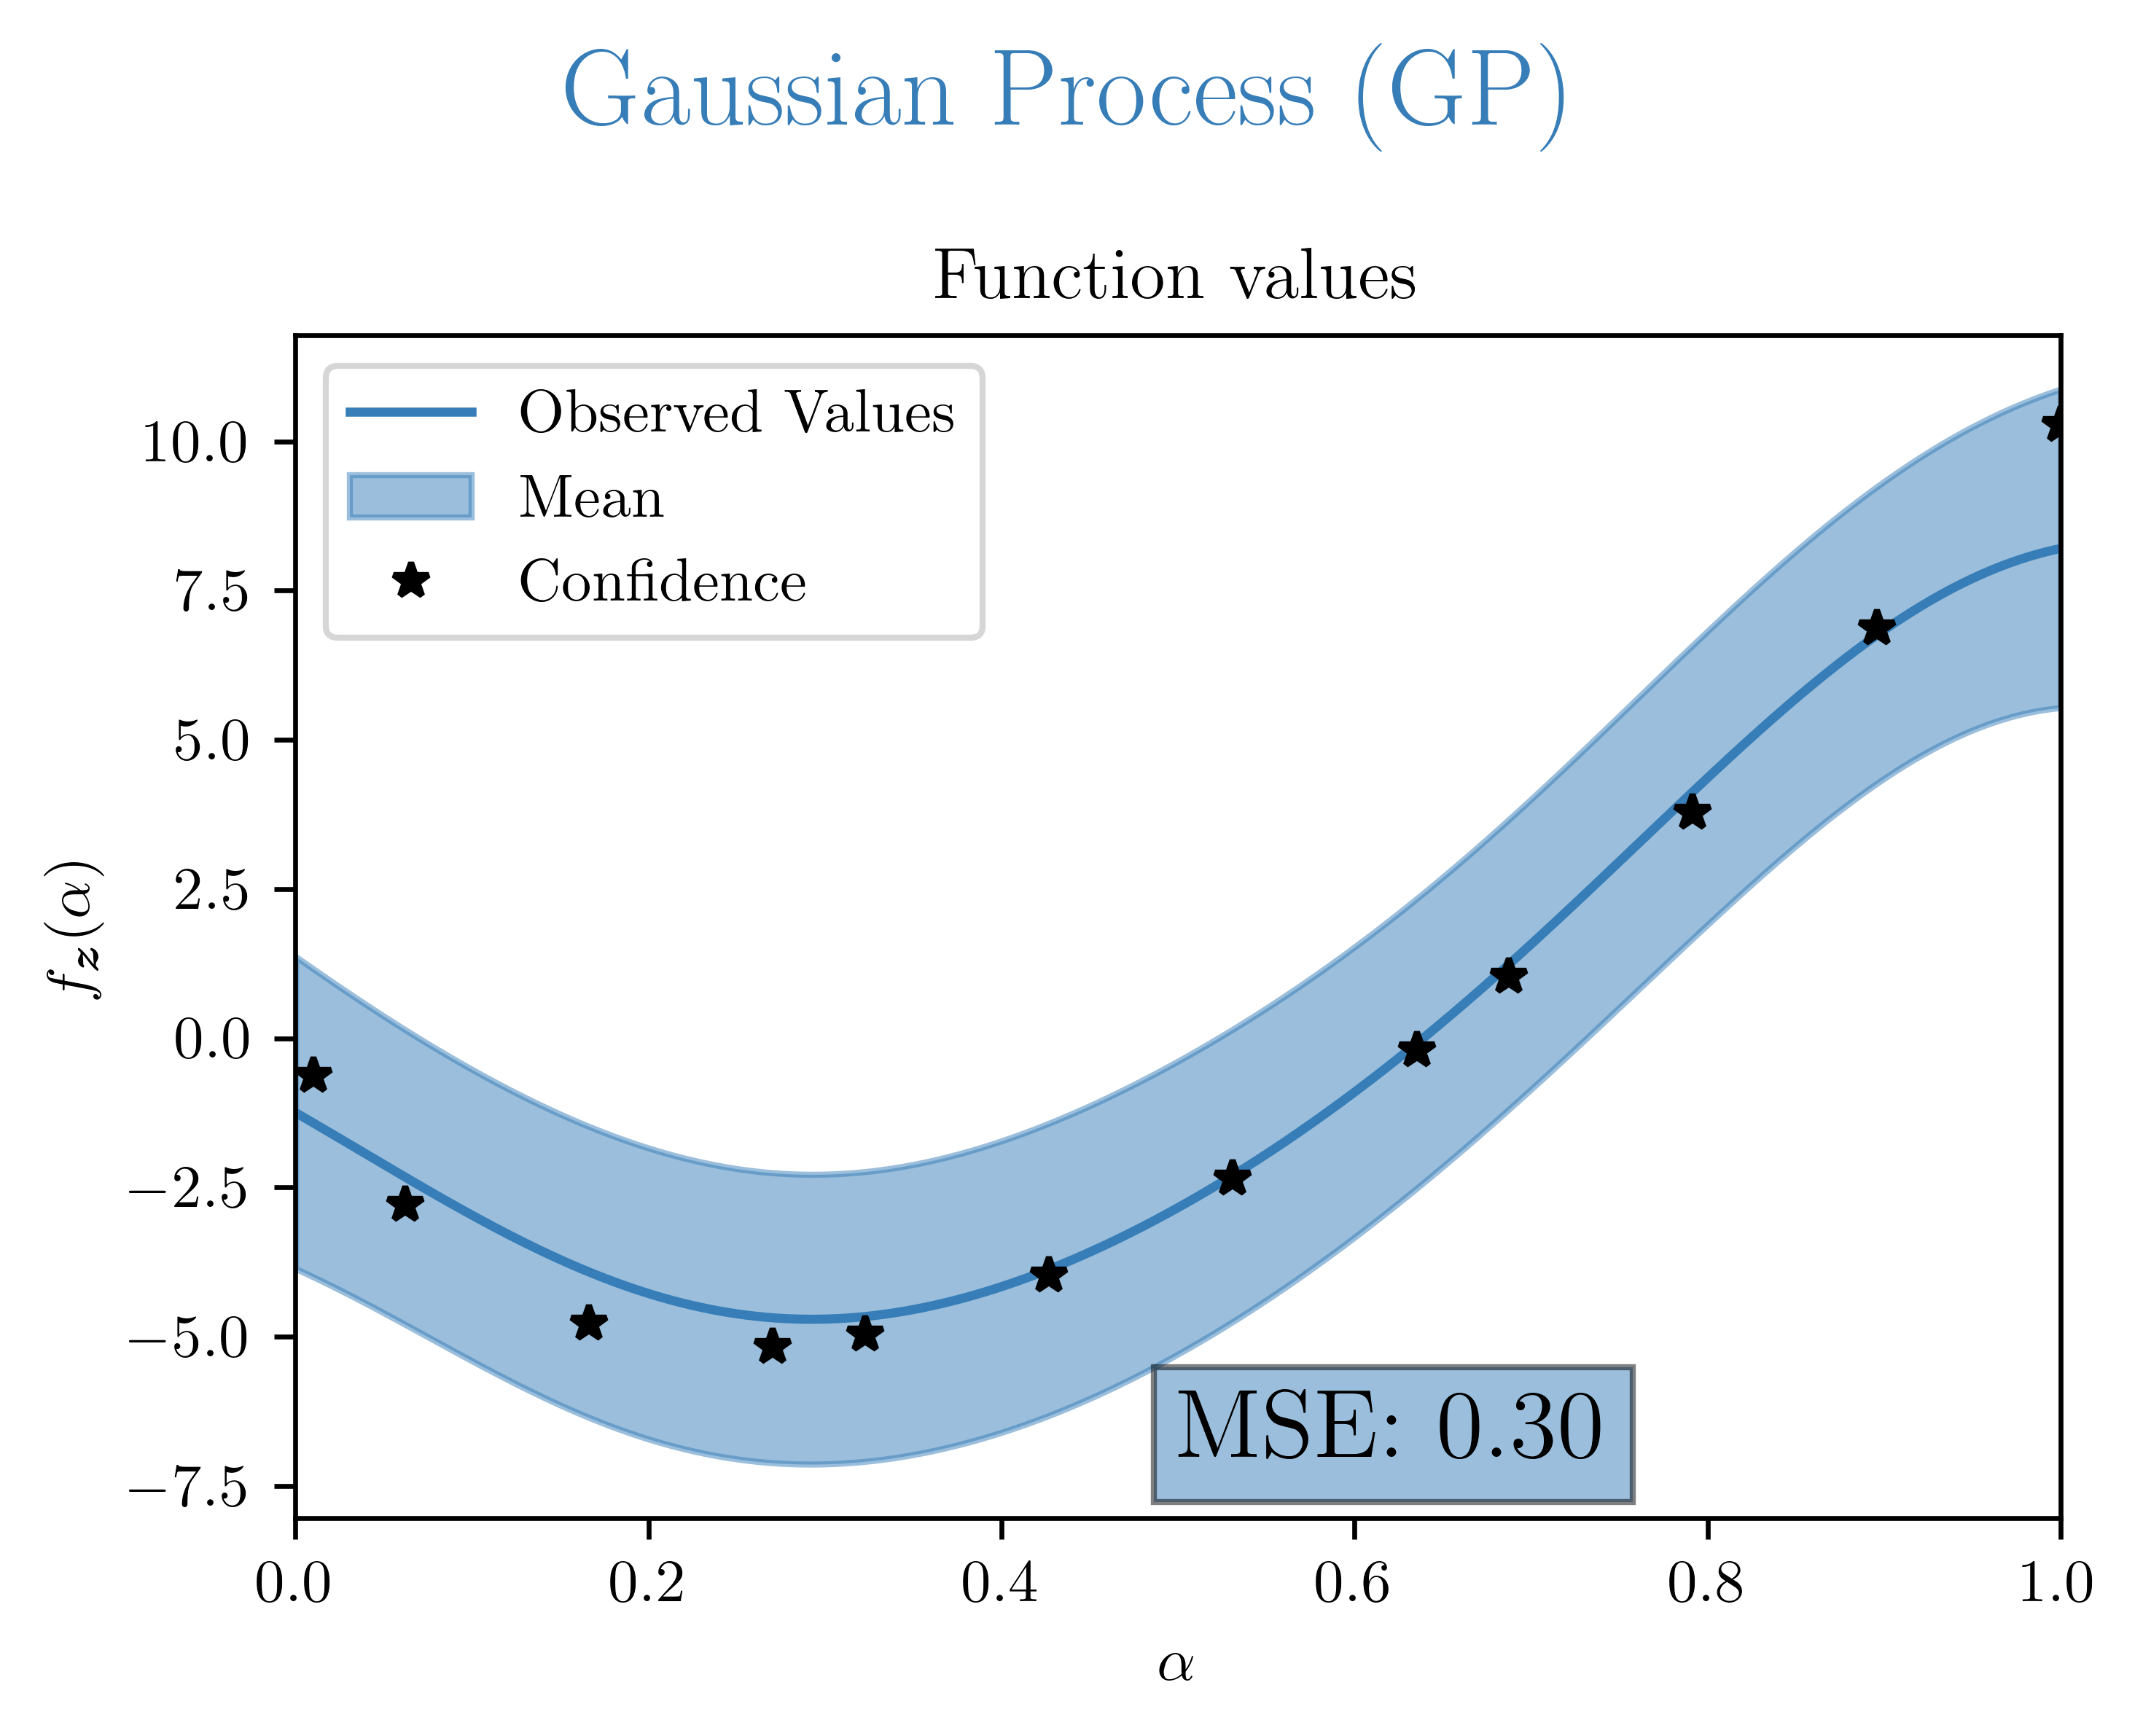 Gaussian Process (GP)
Function values
Observed Values
Mean
Confidence
10.0
7.5
5.0
2.5
0.0
−2.5
−5.0
−7.5
f𝒛(α)
MSE: 0.30
0.0 0.2 0.4 0.6 0.8 1.0
α